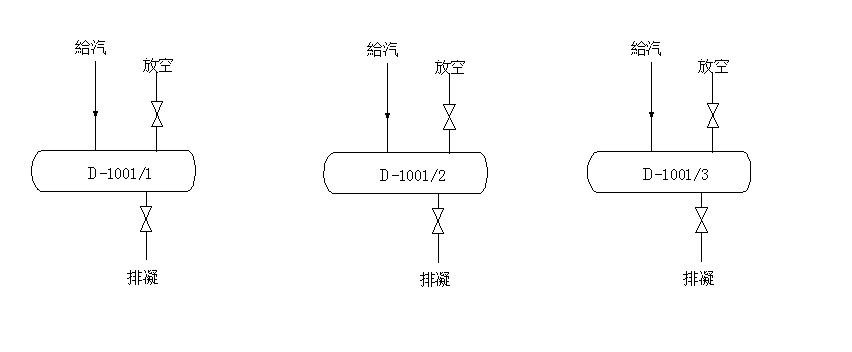 給汽
放空
D-1001/1
排凝
給汽
放空
D-1001/2
排凝
給汽
放空
D-1001/3
排凝